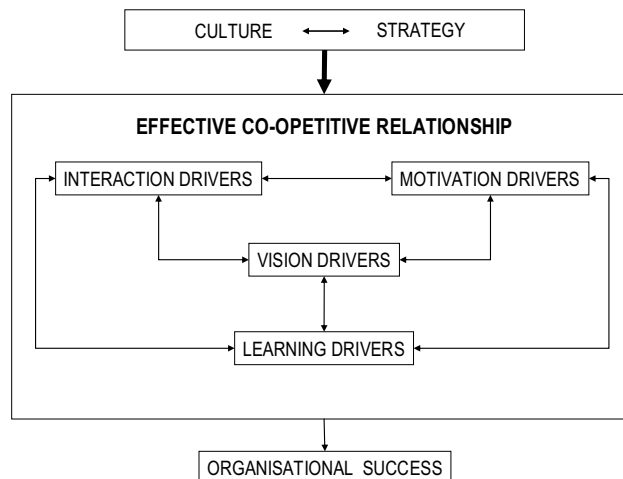 CULTURE STRATEGY
EFFECTIVE CO-OPETITIVE RELATIONSHIP
INTERACTION DRIVERS MOTIVATION DRIVERS
VISION DRIVERS
LEARNING DRIVERS
ORGANISATIONAL SUCCESS